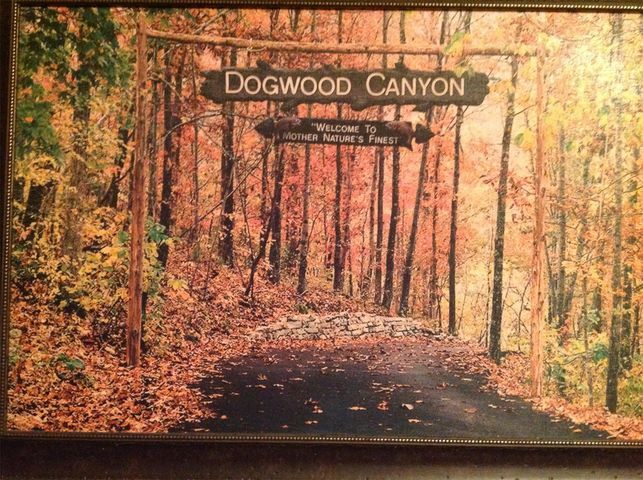 DOGWOOD CANYON
"WELCOME TO
MOTHER NATURE'S FINEST